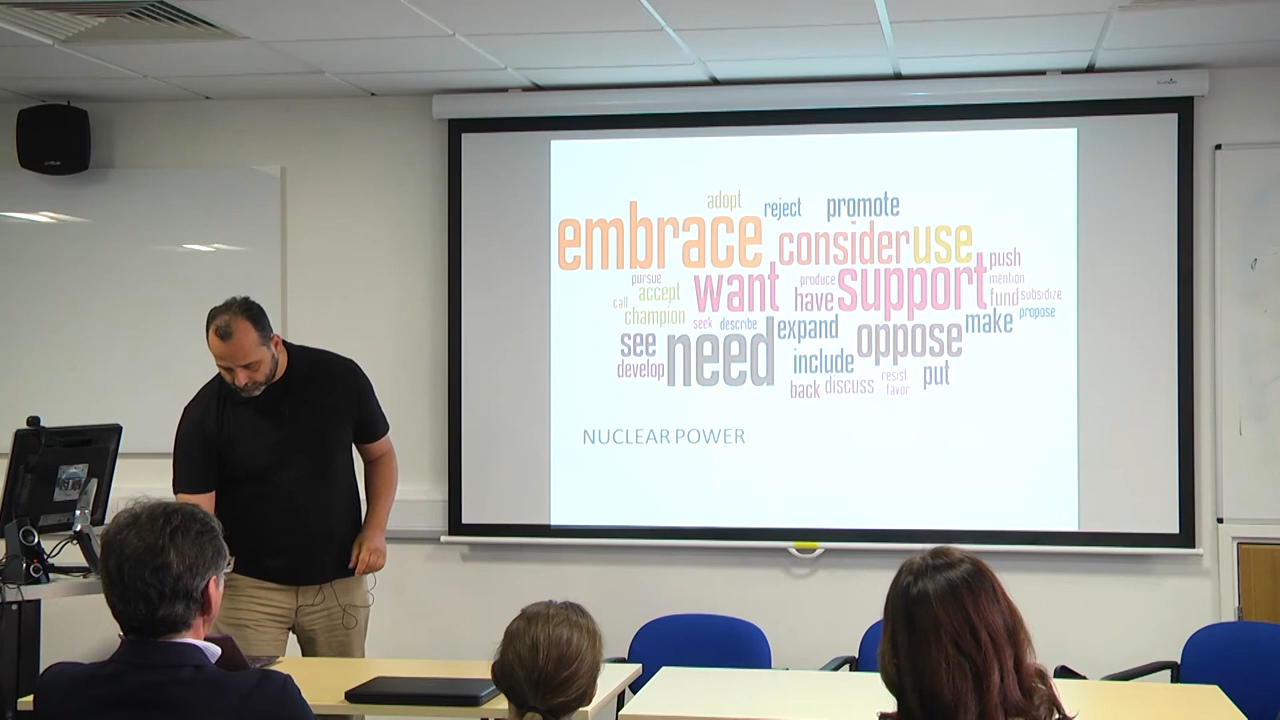 adopt reject promote
embrace consider use
push
pursue want produce support mention
call accept have fund subsidize
champion seek describe expand oppose make propose
see need include
develop back discuss resist favor put
NUCLEAR POWER